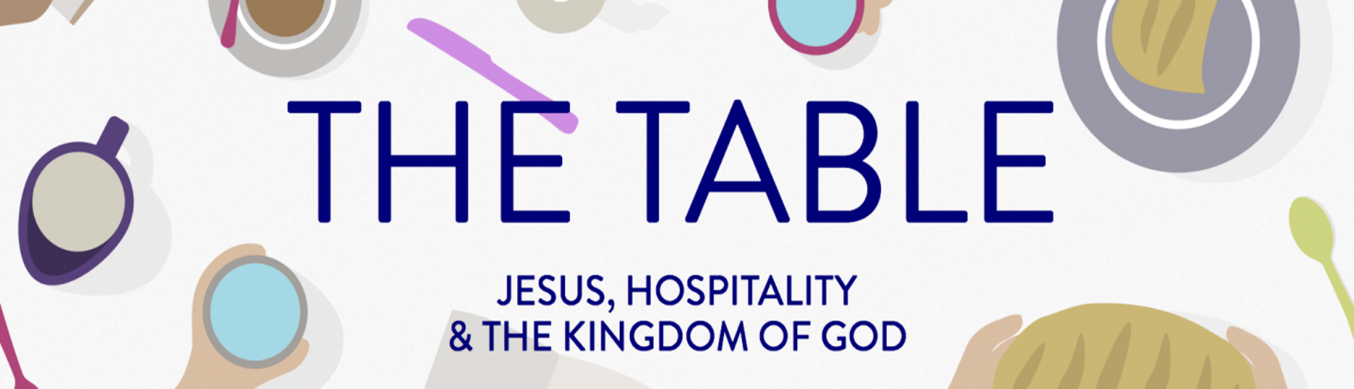 THE TABLE
JESUS, HOSPITALITY
& THE KINGDOM OF GOD